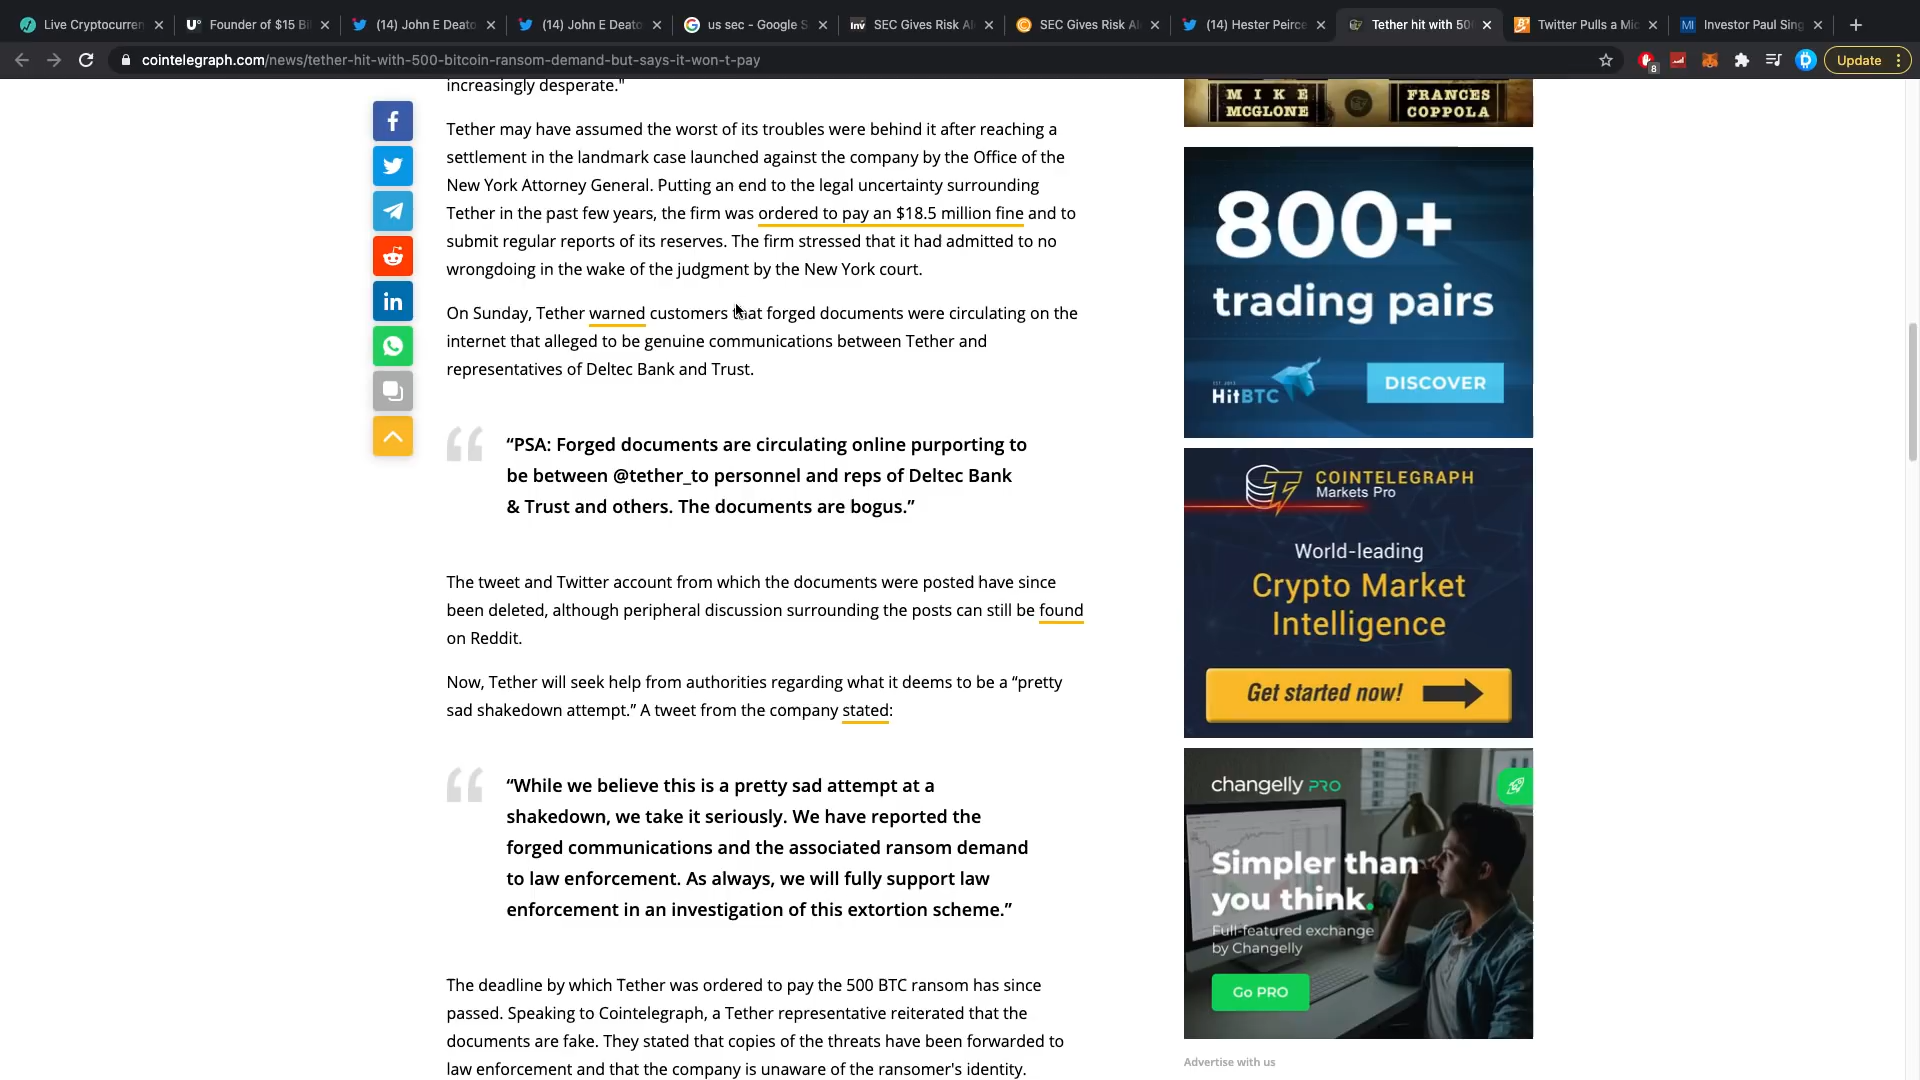 Live Cryptocurren
Founder of $15 Bi
(14) John E Deato
(14) John E Deato
us sec - Google S
inv
SEC Gives Risk Al
SEC Gives Risk Al
(14) Hester Peirce
Tether hit with 50
Twitter Pulls a Mic
MI
Investor Paul Sing
cointelegraph.com/news/tether-hit-with-500-bitcoin-ransom-demand-but-says-it-won-t-pay
8
Update
increasingly desperate."
Tether may have assumed the worst of its troubles were behind it after reaching a
settlement in the landmark case launched against the company by the Office of the
New York Attorney General. Putting an end to the legal uncertainty surrounding
Tether in the past few years, the firm was ordered to pay an $18.5 million fine and to
submit regular reports of its reserves. The firm stressed that it had admitted to no
wrongdoing in the wake of the judgment by the New York court.
On Sunday, Tether warned customers that forged documents were circulating on the
internet that alleged to be genuine communications between Tether and
representatives of Deltec Bank and Trust.
“PSA: Forged documents are circulating online purporting to
be between @tether_to personnel and reps of Deltec Bank
& Trust and others. The documents are bogus.”
The tweet and Twitter account from which the documents were posted have since
been deleted, although peripheral discussion surrounding the posts can still be found
on Reddit.
Now, Tether will seek help from authorities regarding what it deems to be a “pretty
sad shakedown attempt.” A tweet from the company stated:
“While we believe this is a pretty sad attempt at a
shakedown, we take it seriously. We have reported the
forged communications and the associated ransom demand
to law enforcement. As always, we will fully support law
enforcement in an investigation of this extortion scheme.”
The deadline by which Tether was ordered to pay the 500 BTC ransom has since
passed. Speaking to Cointelegraph, a Tether representative reiterated that the
documents are fake. They stated that copies of the threats have been forwarded to
law enforcement and that the company is unaware of the ransomer's identity.
MIKE
MCGLONE
FRANCES
COPPOLA
800+
trading pairs
HitBTC
DISCOVER
COINTELEGRAPH
Markets Pro
World-leading
Crypto Market
Intelligence
Get started now!
changelly PRO
Simpler than
you think.
Full-featured exchange
by Changelly
Go PRO
Advertise with us